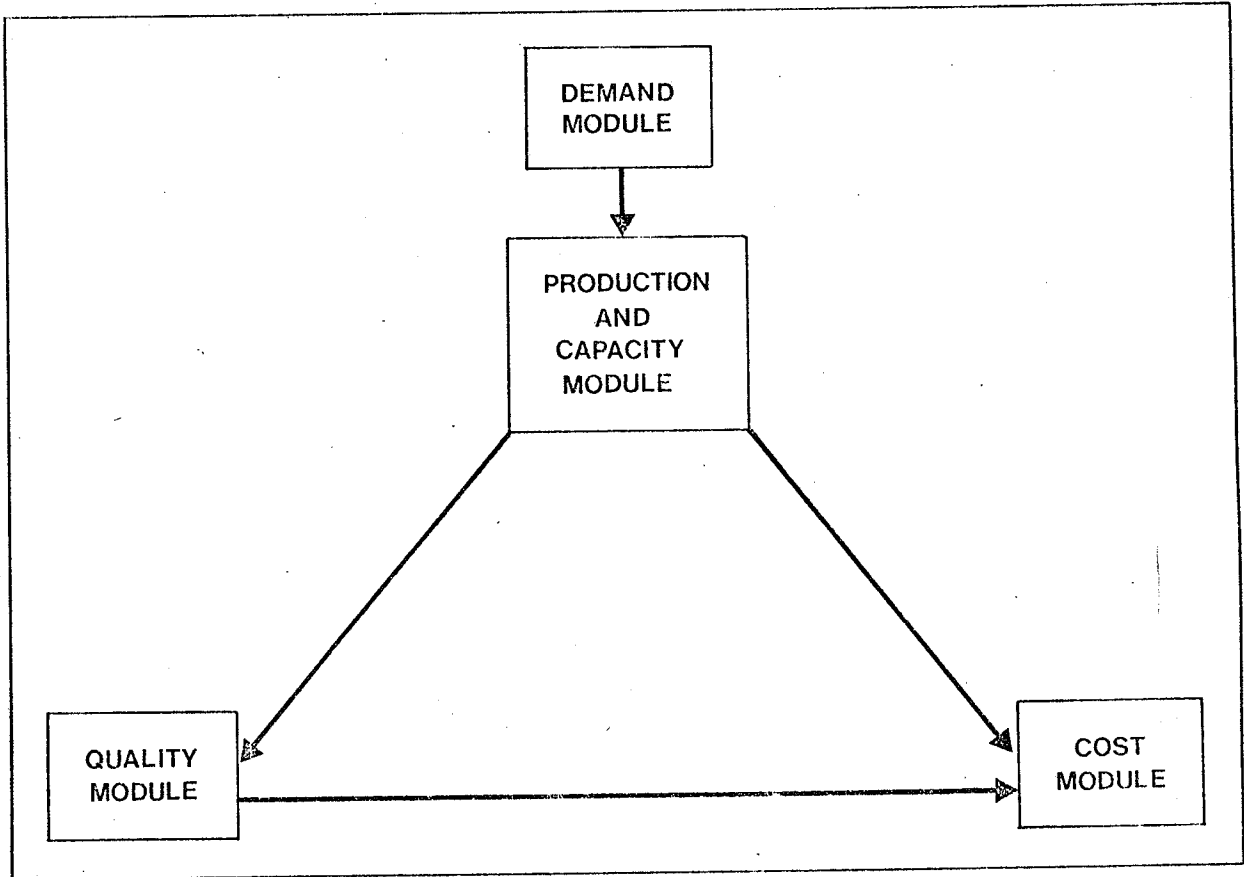 DEMAND
MODULE
PRODUCTION
AND
CAPACITY
MODULE
QUALITY
MODULE
COST
MODULE